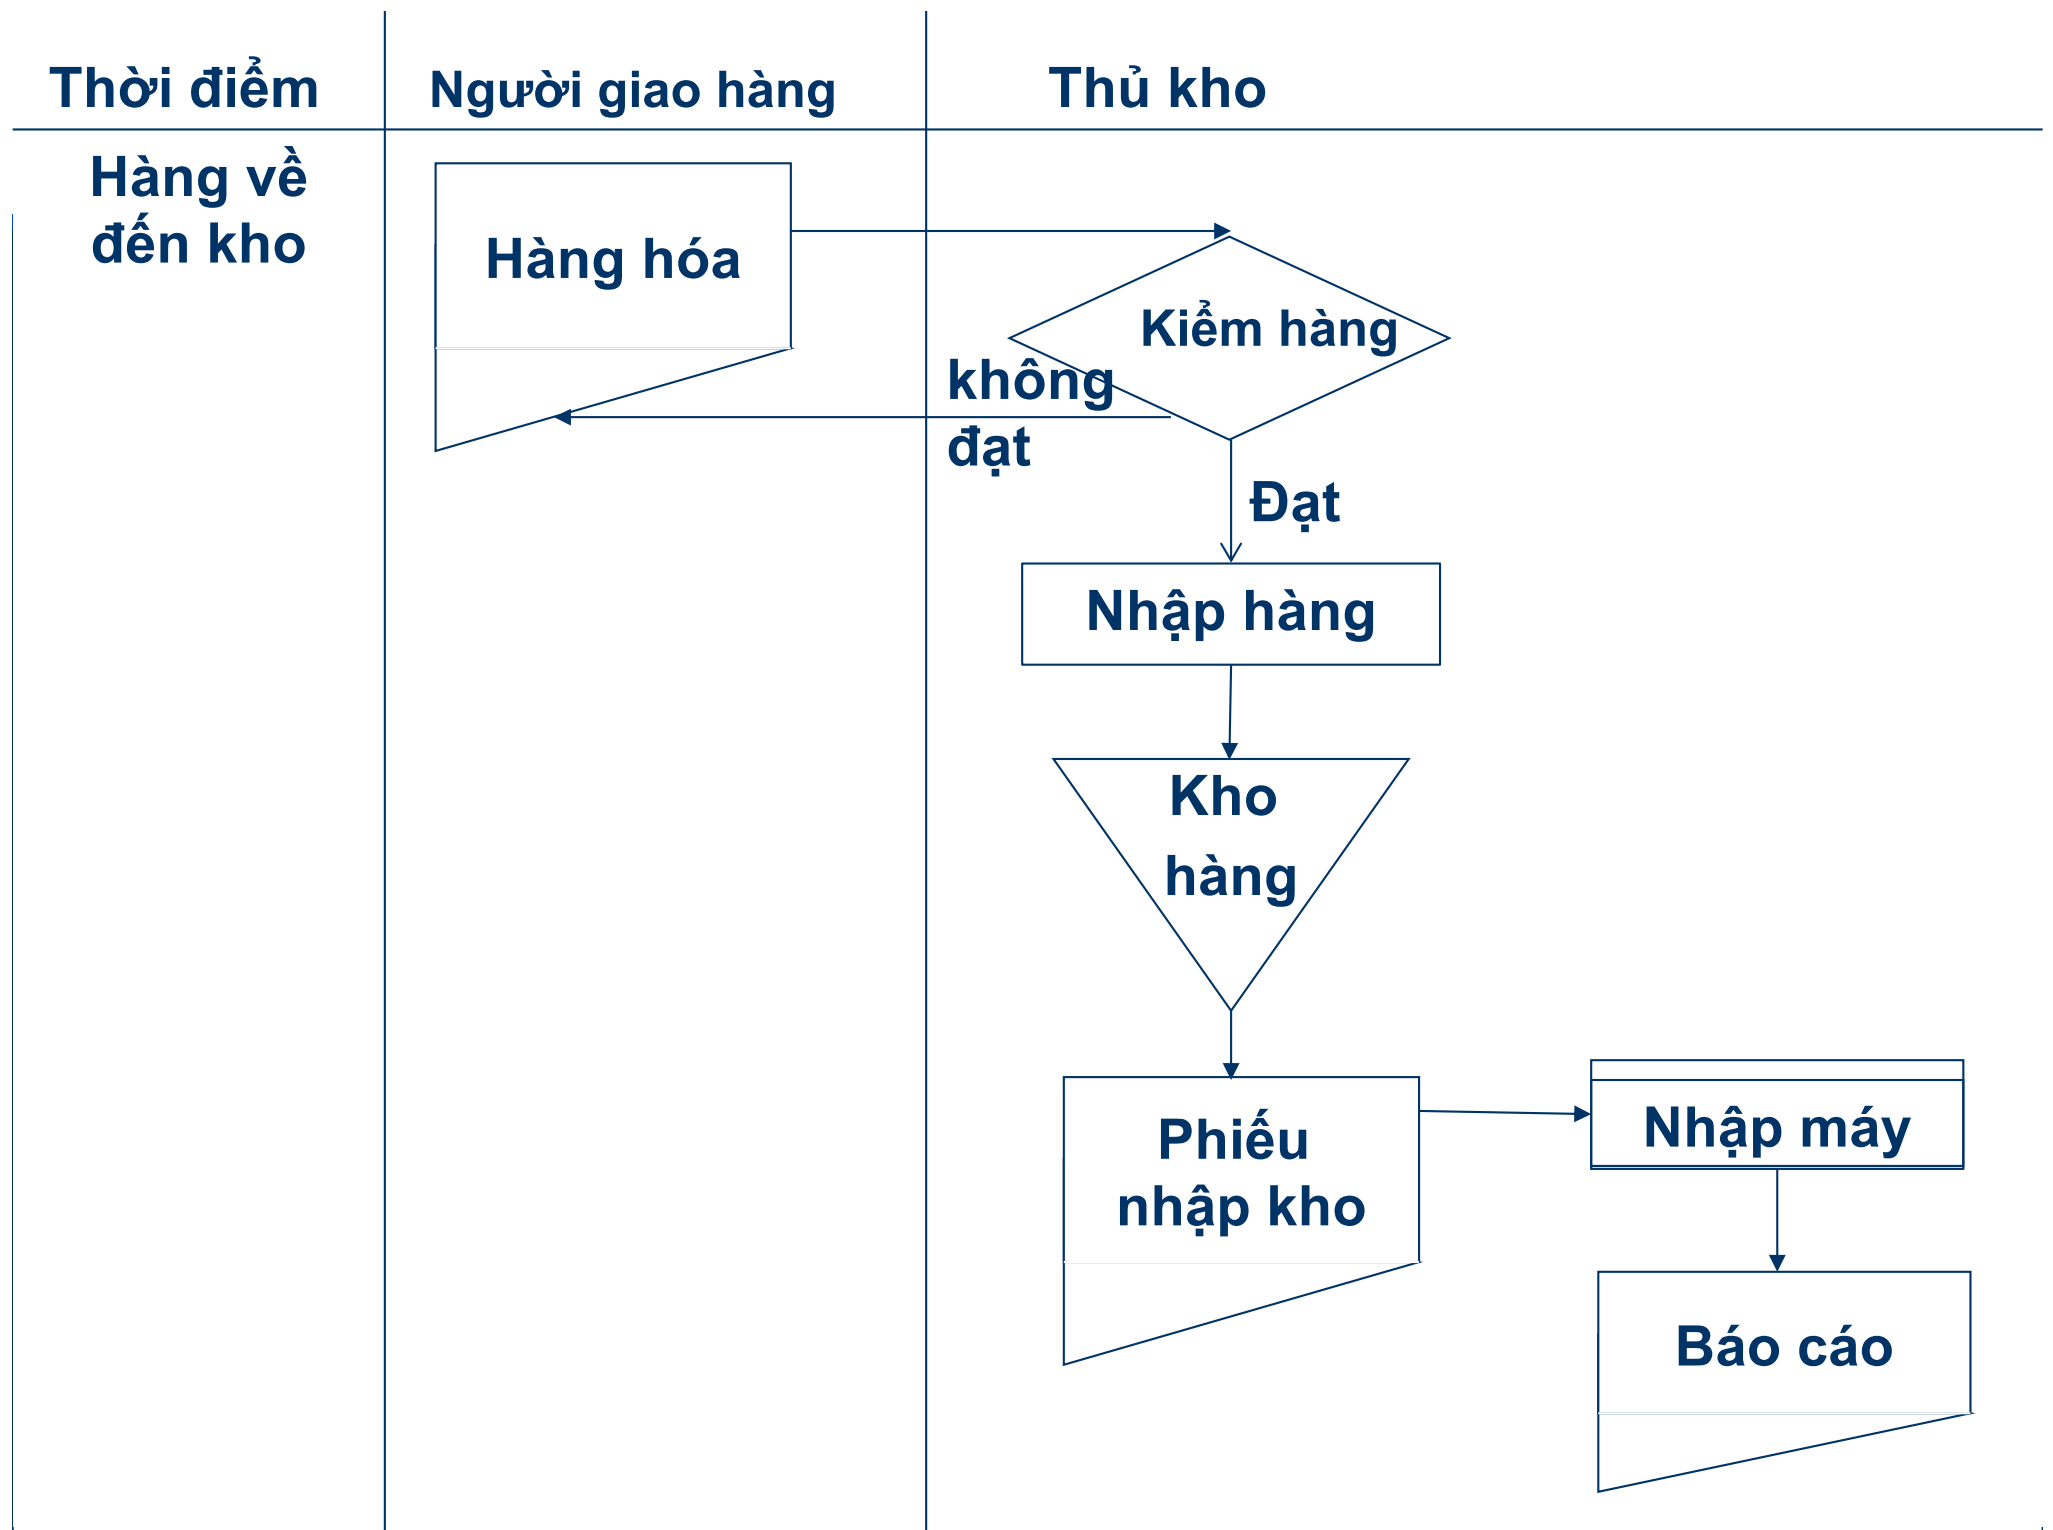 Thời điểm
Người giao hàng
Thủ kho
Hàng về
đến kho
Hàng hóa
Kiểm hàng
không
đạt
Đạt
Nhập hàng
Kho
hàng
Phiếu
nhập kho
Nhập máy
Báo cáo